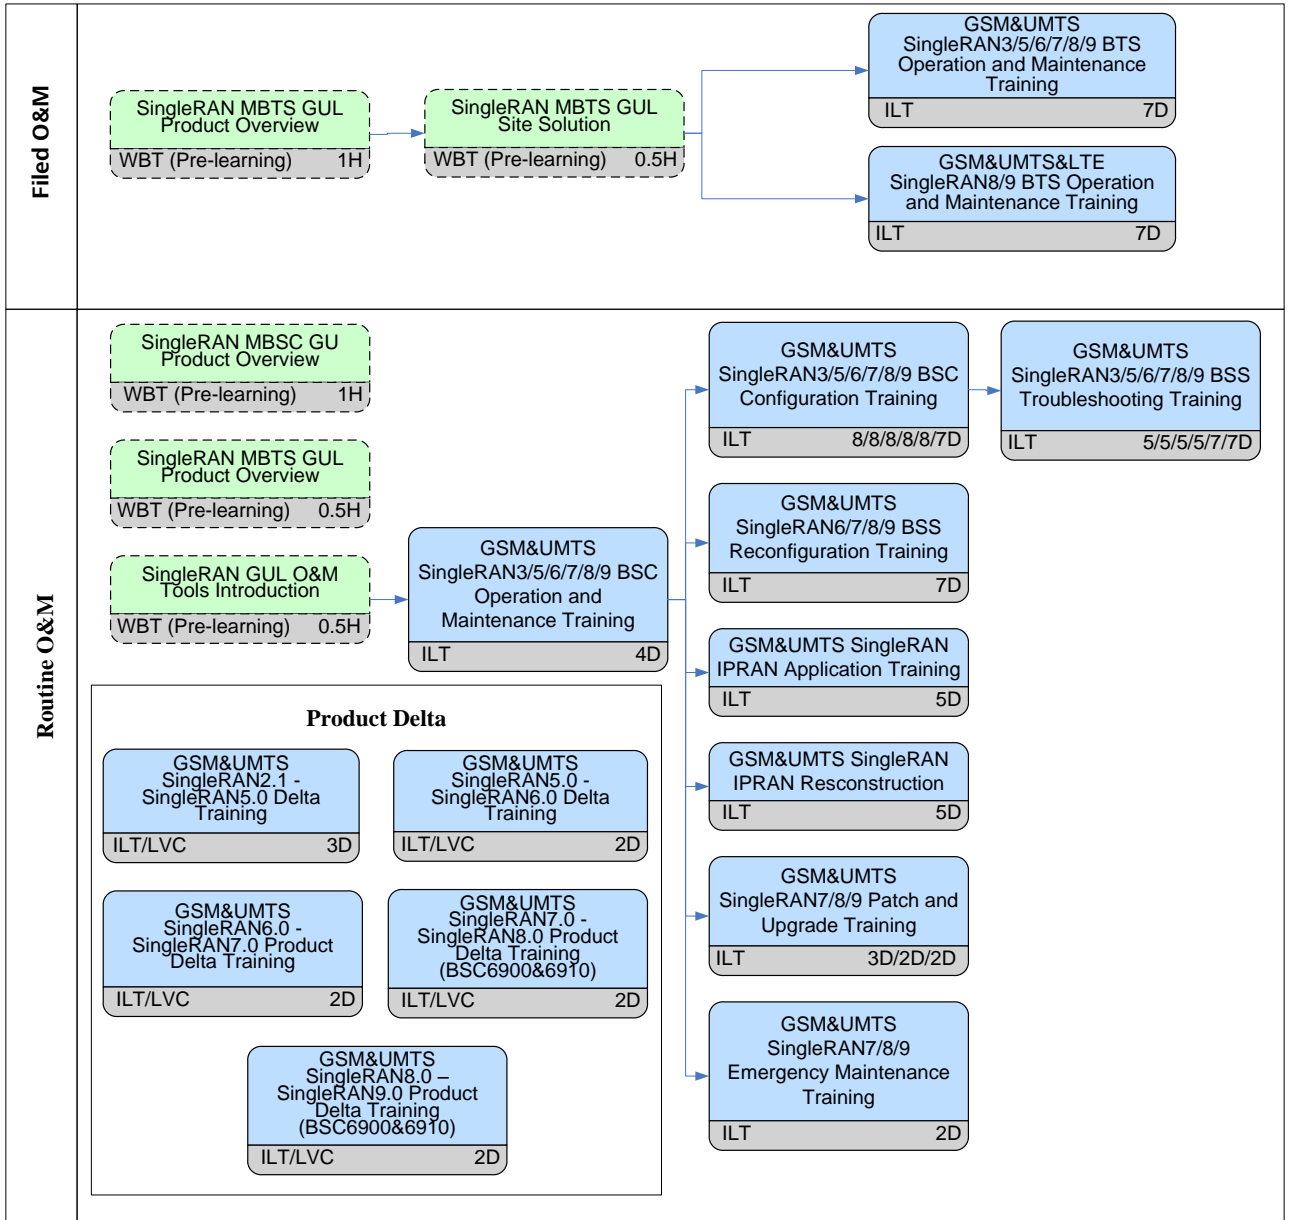 Filed O&M
SingleRAN MBTS GUL
Product Overview
WBT (Pre-learning) 1H
SingleRAN MBTS GUL
Site Solution
WBT (Pre-learning) 0.5H
GSM&UMTS
SingleRAN3/5/6/7/8/9 BTS
Operation and Maintenance
Training
ILT 7D
GSM&UMTS&LTE
SingleRAN8/9 BTS Operation
and Maintenance Training
ILT 7D
Routine O&M
SingleRAN MBSC GU
Product Overview
WBT (Pre-learning) 1H
SingleRAN MBTS GUL
Product Overview
WBT (Pre-learning) 0.5H
SingleRAN GUL O&M
Tools Introduction
WBT (Pre-learning) 0.5H
GSM&UMTS
SingleRAN3/5/6/7/8/9 BSC
Operation and
Maintenance Training
ILT 4D
GSM&UMTS
SingleRAN3/5/6/7/8/9 BSC
Configuration Training
ILT 8/8/8/8/8/7D
GSM&UMTS
SingleRAN3/5/6/7/8/9 BSS
Troubleshooting Training
ILT 5/5/5/5/7/7D
GSM&UMTS
SingleRAN6/7/8/9 BSS
Reconfiguration Training
ILT 7D
GSM&UMTS SingleRAN
IPRAN Application Training
ILT 5D
GSM&UMTS SingleRAN
IPRAN Resconstruction
ILT 5D
GSM&UMTS
SingleRAN7/8/9 Patch and
Upgrade Training
ILT 3D/2D/2D
GSM&UMTS
SingleRAN7/8/9
Emergency Maintenance
Training
ILT 2D
Product Delta
GSM&UMTS
SingleRAN2.1 -
SingleRAN5.0 Delta
Training
ILT/LVC 3D
GSM&UMTS
SingleRAN5.0 -
SingleRAN6.0 Delta
Training
ILT/LVC 2D
GSM&UMTS
SingleRAN6.0 -
SingleRAN7.0 Product
Delta Training
ILT/LVC 2D
GSM&UMTS
SingleRAN7.0 -
SingleRAN8.0 Product
Delta Training
(BSC6900&6910)
ILT/LVC 2D
GSM&UMTS
SingleRAN8.0 –
SingleRAN9.0 Product
Delta Training
(BSC6900&6910)
ILT/LVC 2D